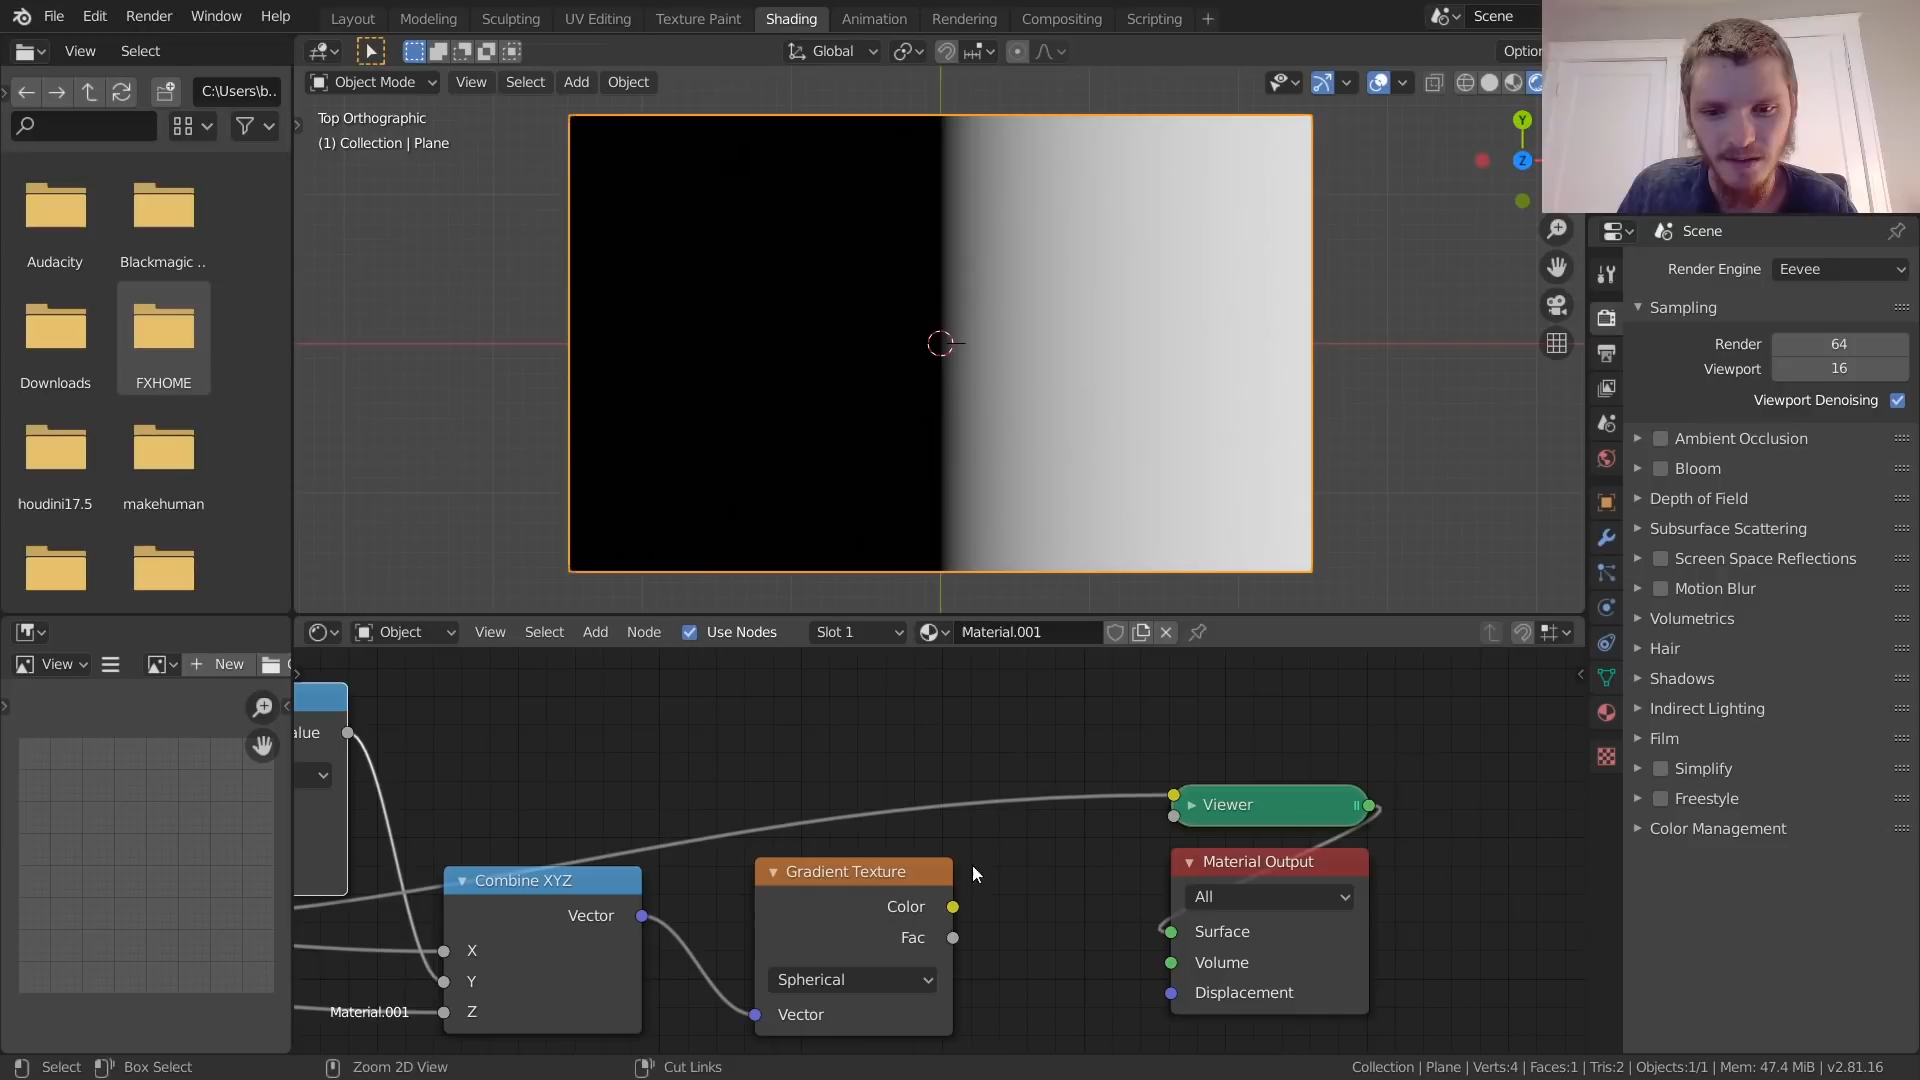 File Edit Render Window Help Layout Modeling Sculpting UV Editing Texture Paint Shading Animation Rendering Compositing Scripting + Scene
View Select Global
C:\Users\b.. Object Mode View Select Add Object
Top Orthographic
(1) Collection | Plane
Y
Z
Audacity Blackmagic ..
Downloads FXHOME
houdini17.5 makehuman
Scene
Render Engine Eevee
Sampling
Render 64
Viewport 16
Viewport Denoising
Ambient Occlusion
Bloom
Depth of Field
Subsurface Scattering
Screen Space Reflections
Motion Blur
Volumetrics
Hair
Shadows
Indirect Lighting
Film
Simplify
Freestyle
Color Management
Object View Select Add Node Use Nodes Slot 1 Material.001
View + New
alue
Viewer
Combine XYZ
Vector
X
Y
Z
Material.001
Gradient Texture
Color
Fac
Spherical
Vector
Material Output
All
Surface
Volume
Displacement
Select Box Select Zoom 2D View Cut Links Collection | Plane | Verts:4 | Faces:1 | Tris:2 | Objects:1/1 | Mem: 47.4 MiB | v2.81.16